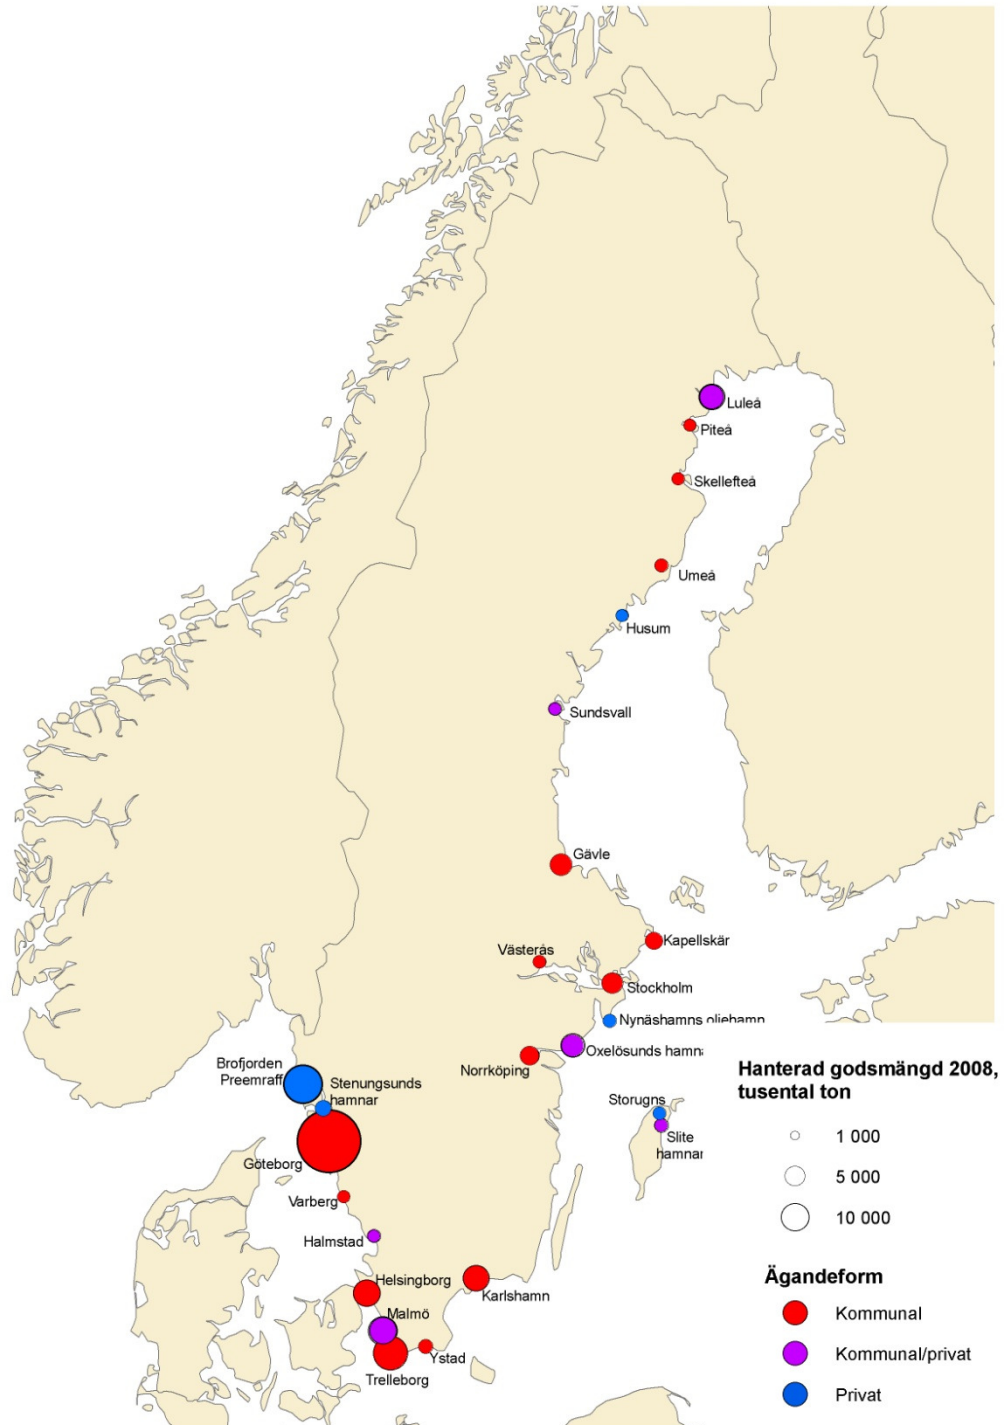 Luleå
Piteå
Skellefteå
Umeå
Husum
Sundsvall
Gävle
Kapellskär
Västerås
Stockholm
Nynäshamns oljehamn
Oxelösunds hamna
Norrköping
Brofjorden
Preemraff
Stenungsunds
hamnar
Göteborg
Storugns
Slite
hamnar
Varberg
Halmstad
Helsingborg
Karlshamn
Malmö
Ystad
Trelleborg
Hanterad godsmängd 2008,
tusental ton
1 000
5 000
10 000
Ägandeform
Kommunal
Kommunal/privat
Privat